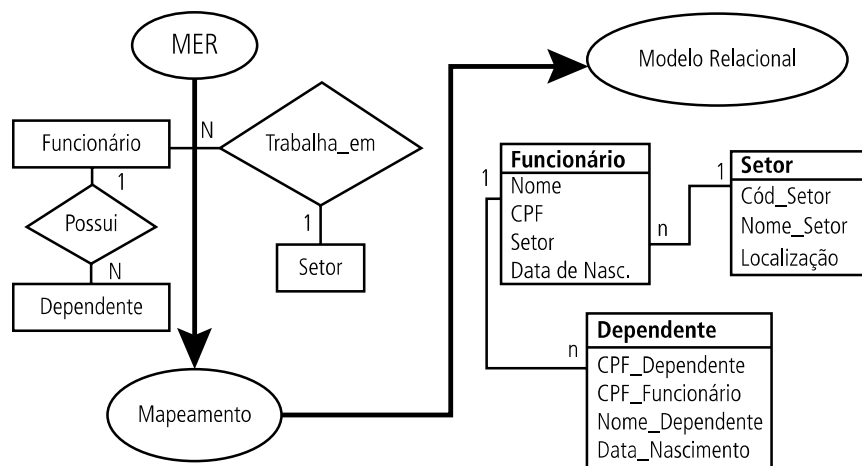 MER
Modelo Relacional
Funcionário
N
Trabalha_em
1
Possui
N
Dependente
1
Setor
Mapeamento
Funcionário
Nome
CPF
Setor
Data de Nasc.
1
n
1
Setor
Cód_Setor
Nome_Setor
Localização
n
Dependente
CPF_Dependente
CPF_Funcionário
Nome_Dependente
Data_Nascimento